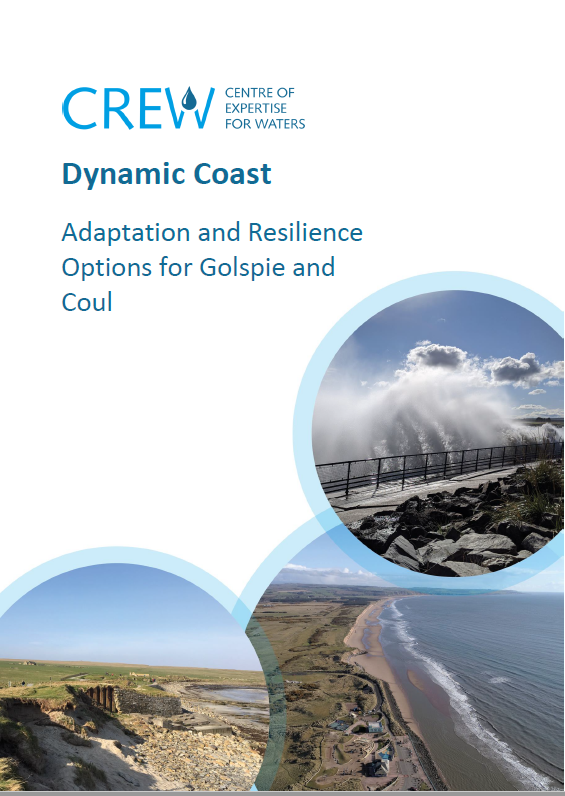 CREW
CENTRE OF
EXPERTISE
FOR WATERS
Dynamic Coast
Adaptation and Resilience
Options for Golspie and
Coul